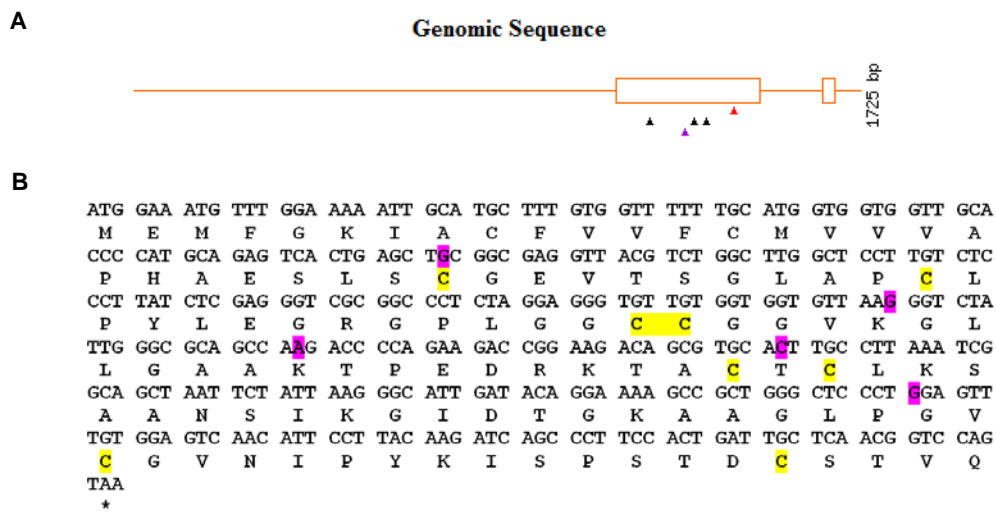 A
Genomic Sequence
1725 bp
B
ATG GAA ATG TTT GGA AAA ATT GCA TGC TTT GTG GTT TTT TGC ATG GTG GTG GTT GCA
M E M F G K I A C F V V F C M V V V A
CCC CAT GCA GAG TCA CTG AGC TGC GGC GAG GTT ACG TCT GGC TTG GCT CCT TGT CTC
P H A E S L S C G E V T S G L A P C L
CCT TAT CTC GAG GGT CGC GGC CCT CTA GGA GGG TGT TGT GGT GGT GTT AAG GGT CTA
P Y L E G R G P L G G C C G G V K G L
TTG GGC GCA GCC AAG ACC CCA GAA GAC CGG AAG ACA GCG TGC ACT TGC CTT AAA TCG
L G A A K T P E D R K T A C T C L K S
GCA GCT AAT TCT ATT AAG GGC ATT GAT ACA GGA AAA GCC GCT GGG CTC CCT GGA GTT
A A N S I K G I D T G K A A G L P G V
TGT GGA GTC AAC ATT CCT TAC AAG ATC AGC CCT TCC ACT GAT TGC TCA ACG GTC CAG
C G V N I P Y K I S P S T D C S T V Q
TAA
*